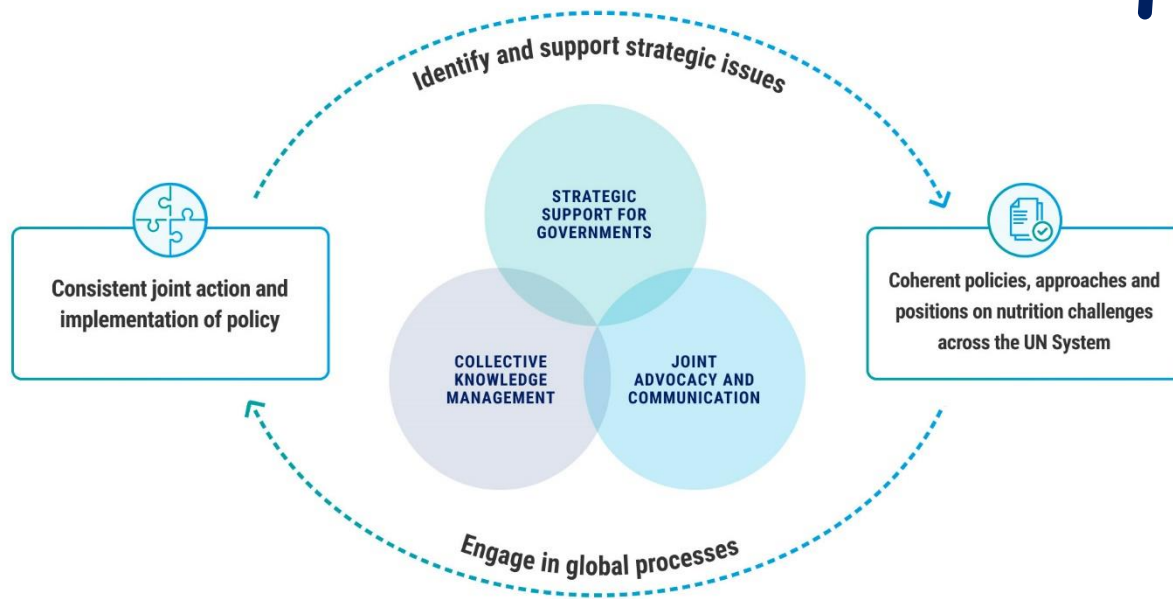 Identify and support strategic issues
STRATEGIC
SUPPORT FOR
GOVERNMENTS
Consistent joint action and
implementation of policy
Coherent policies, approaches and
positions on nutrition challenges
across the UN System
COLLECTIVE
KNOWLEDGE
MANAGEMENT
JOINT
ADVOCACY AND
COMMUNICATION
Engage in global processes